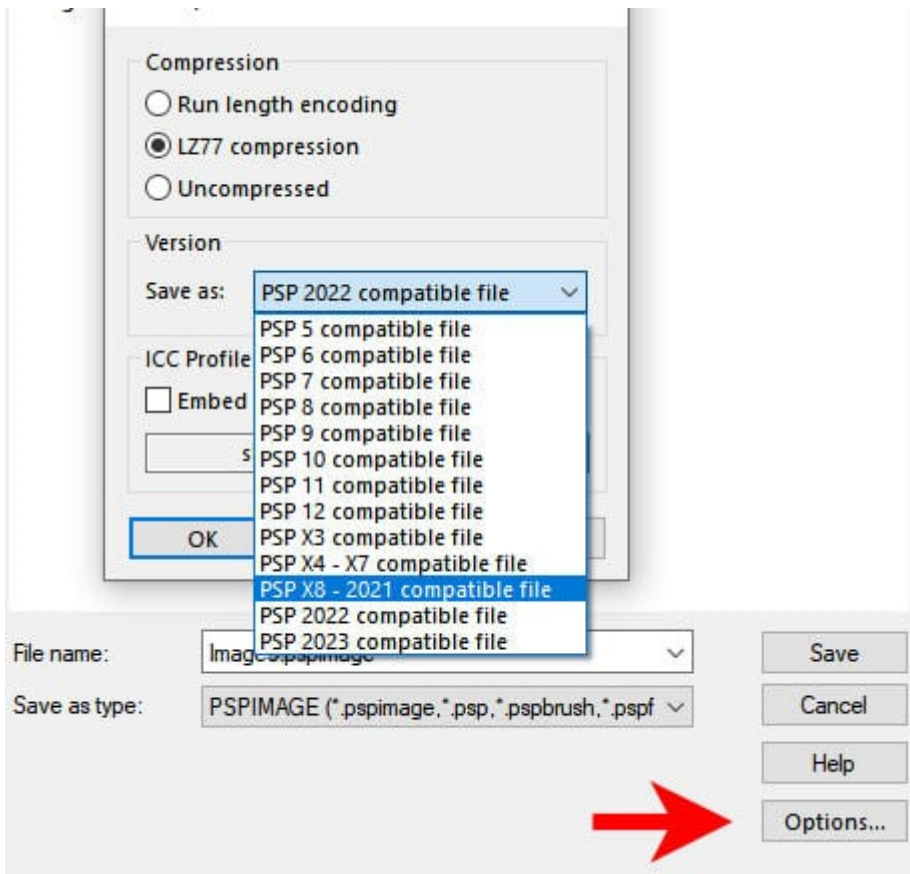 Compression
Run length encoding
LZ77 compression
Uncompressed
Version
Save as: PSP 2022 compatible file
PSP 5 compatible file
PSP 6 compatible file
ICC Profile
PSP 7 compatible file
Embed
PSP 8 compatible file
PSP 9 compatible file
PSP 10 compatible file
PSP 11 compatible file
PSP 12 compatible file
OK
PSP X3 compatible file
PSP X4 - X7 compatible file
PSP X8 - 2021 compatible file
PSP 2022 compatible file
PSP 2023 compatible file
File name:
Save
Save as type: PSPIMAGE (*.pspimage,*.psp,*.pspbrush,*.pspf
Cancel
Help
Options...